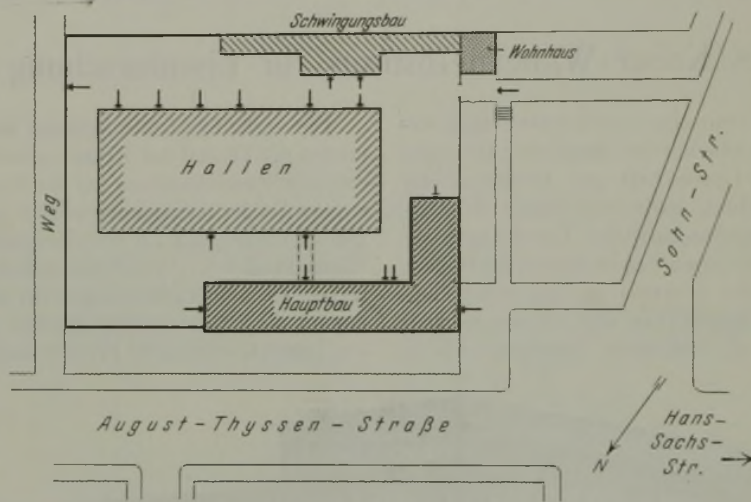 Schwingungsbau
Wohnhaus
Hallen
Weg
Sohn-Str.
Hauptbau
August-Thyssen-Straße
N
Hans-
Sachs-
Str.